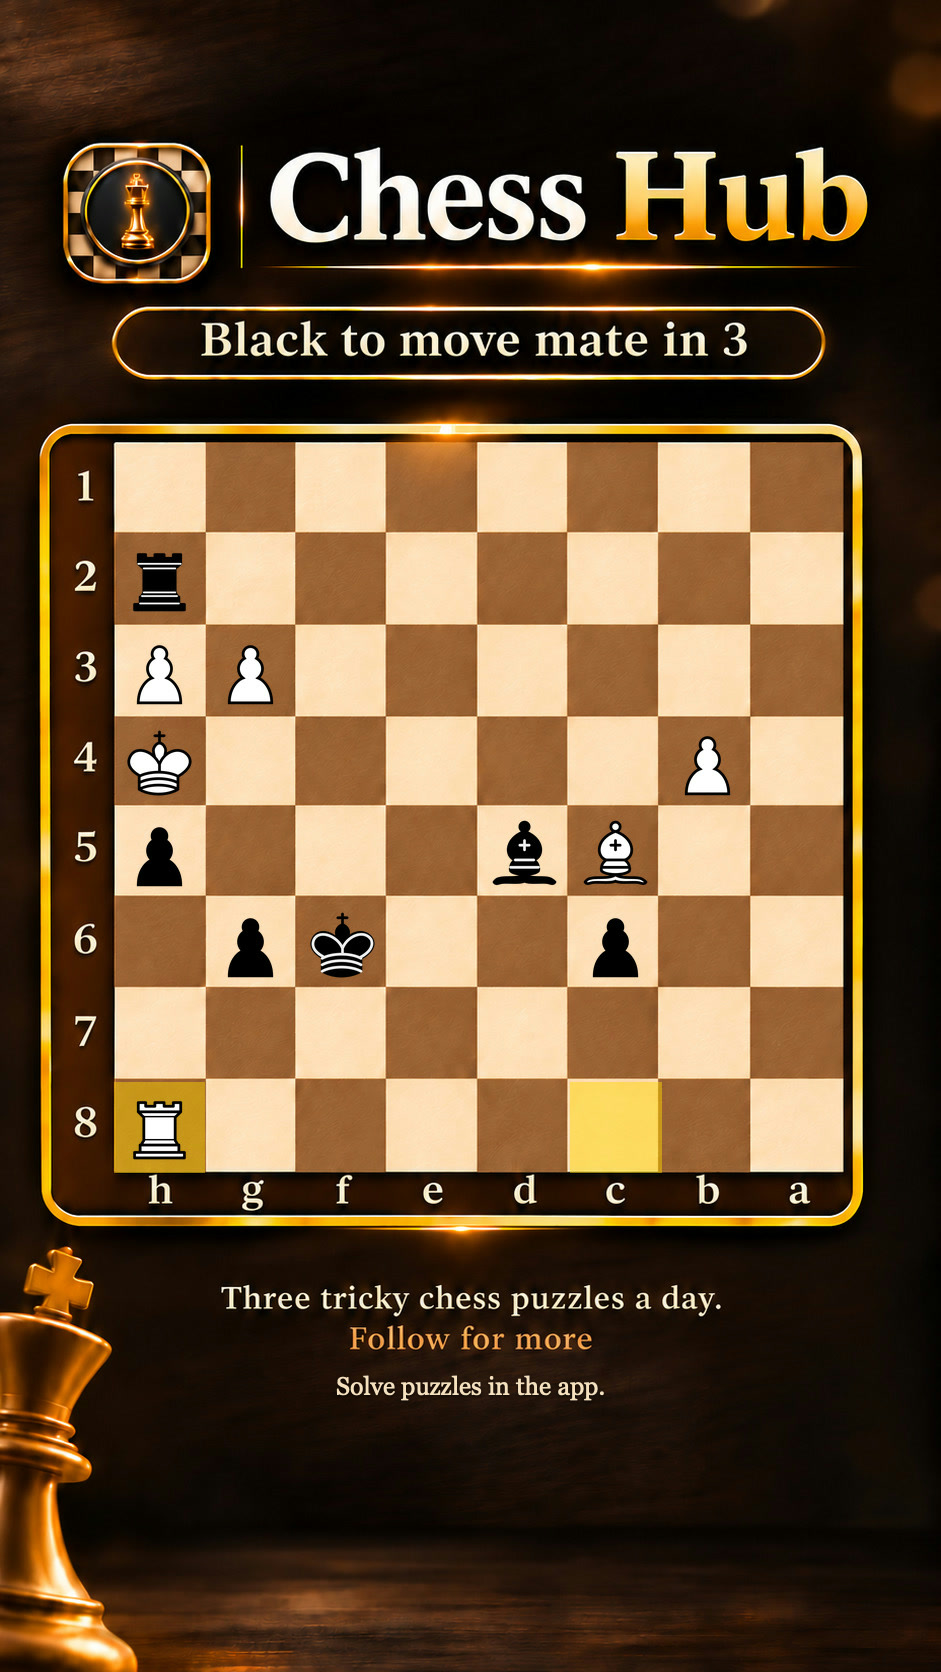 Chess Hub
Black to move mate in 3
1
2
3
4
5
6
7
8
h g f e d c b a
Three tricky chess puzzles a day.
Follow for more
Solve puzzles in the app.